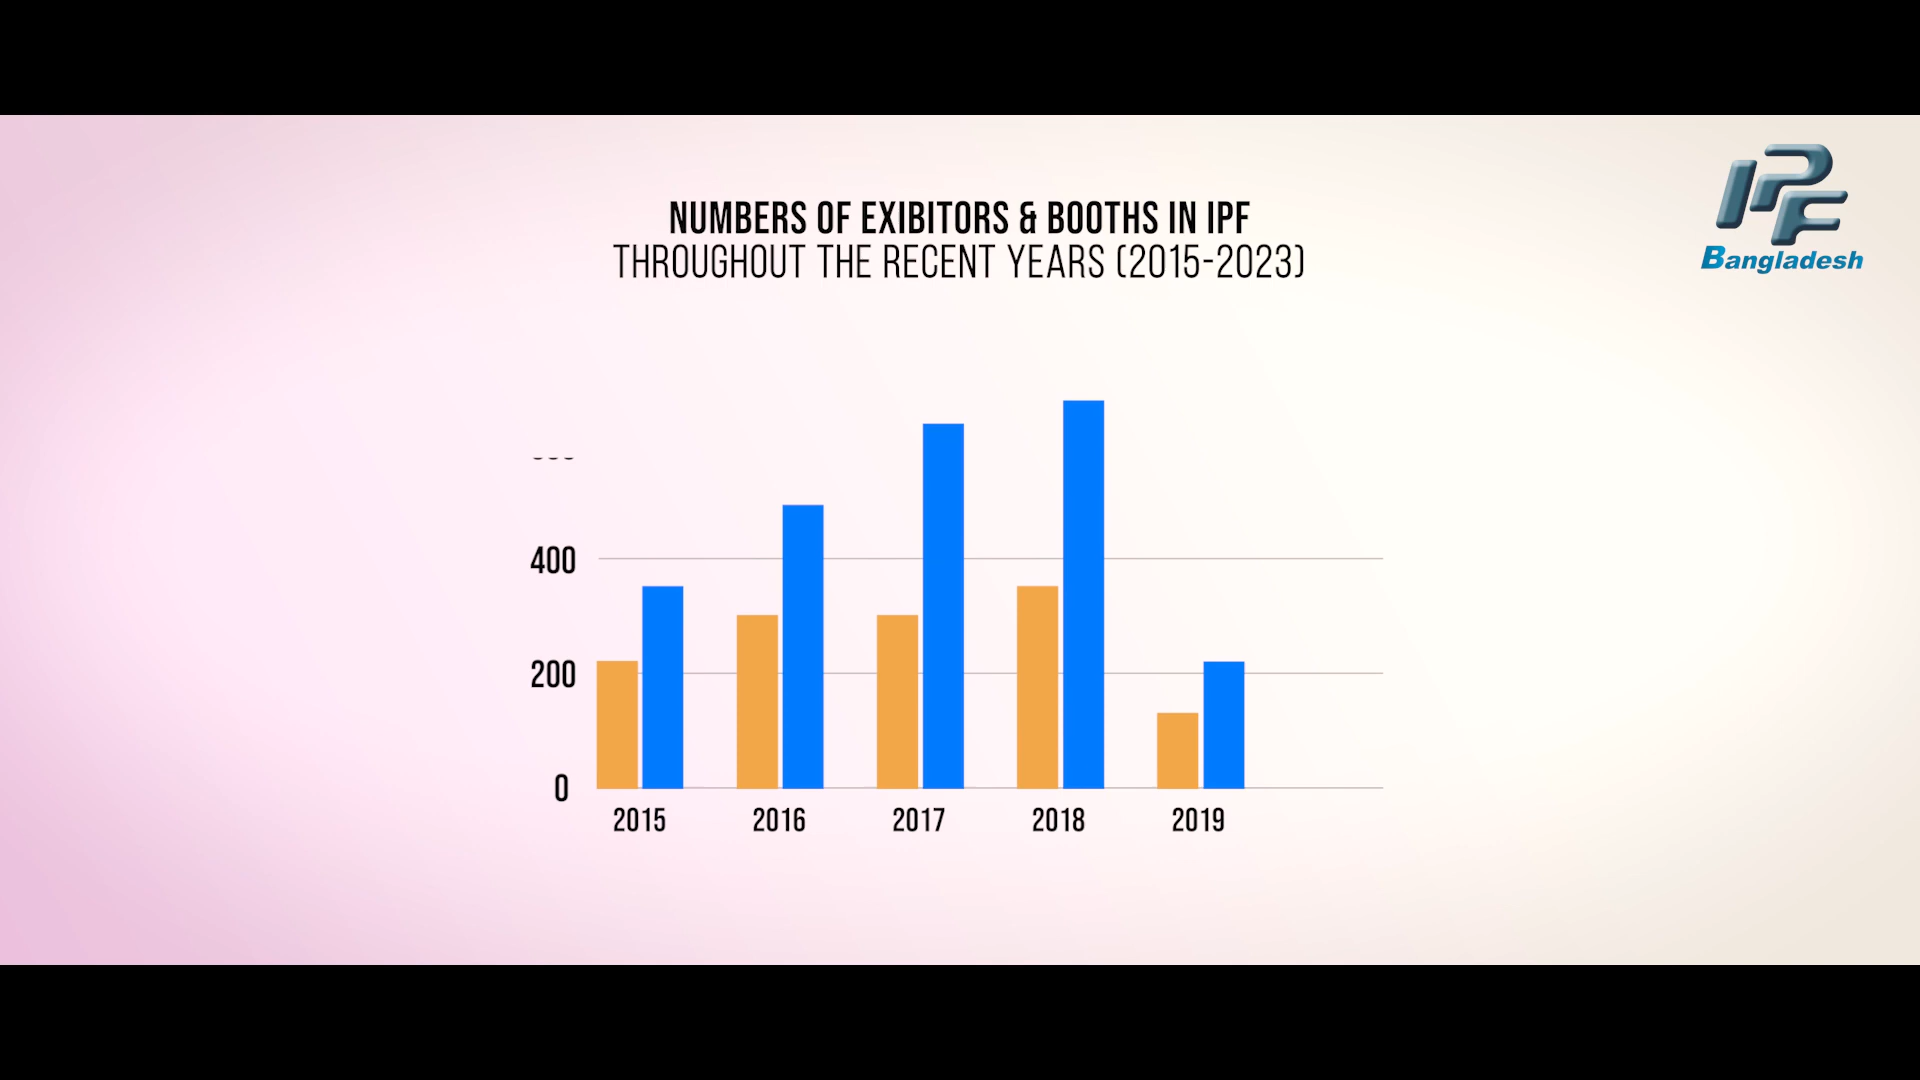 NUMBERS OF EXIBITORS & BOOTHS IN IPF
THROUGHOUT THE RECENT YEARS (2015-2023)
IPF
Bangladesh
400
200
0
2015 2016 2017 2018 2019